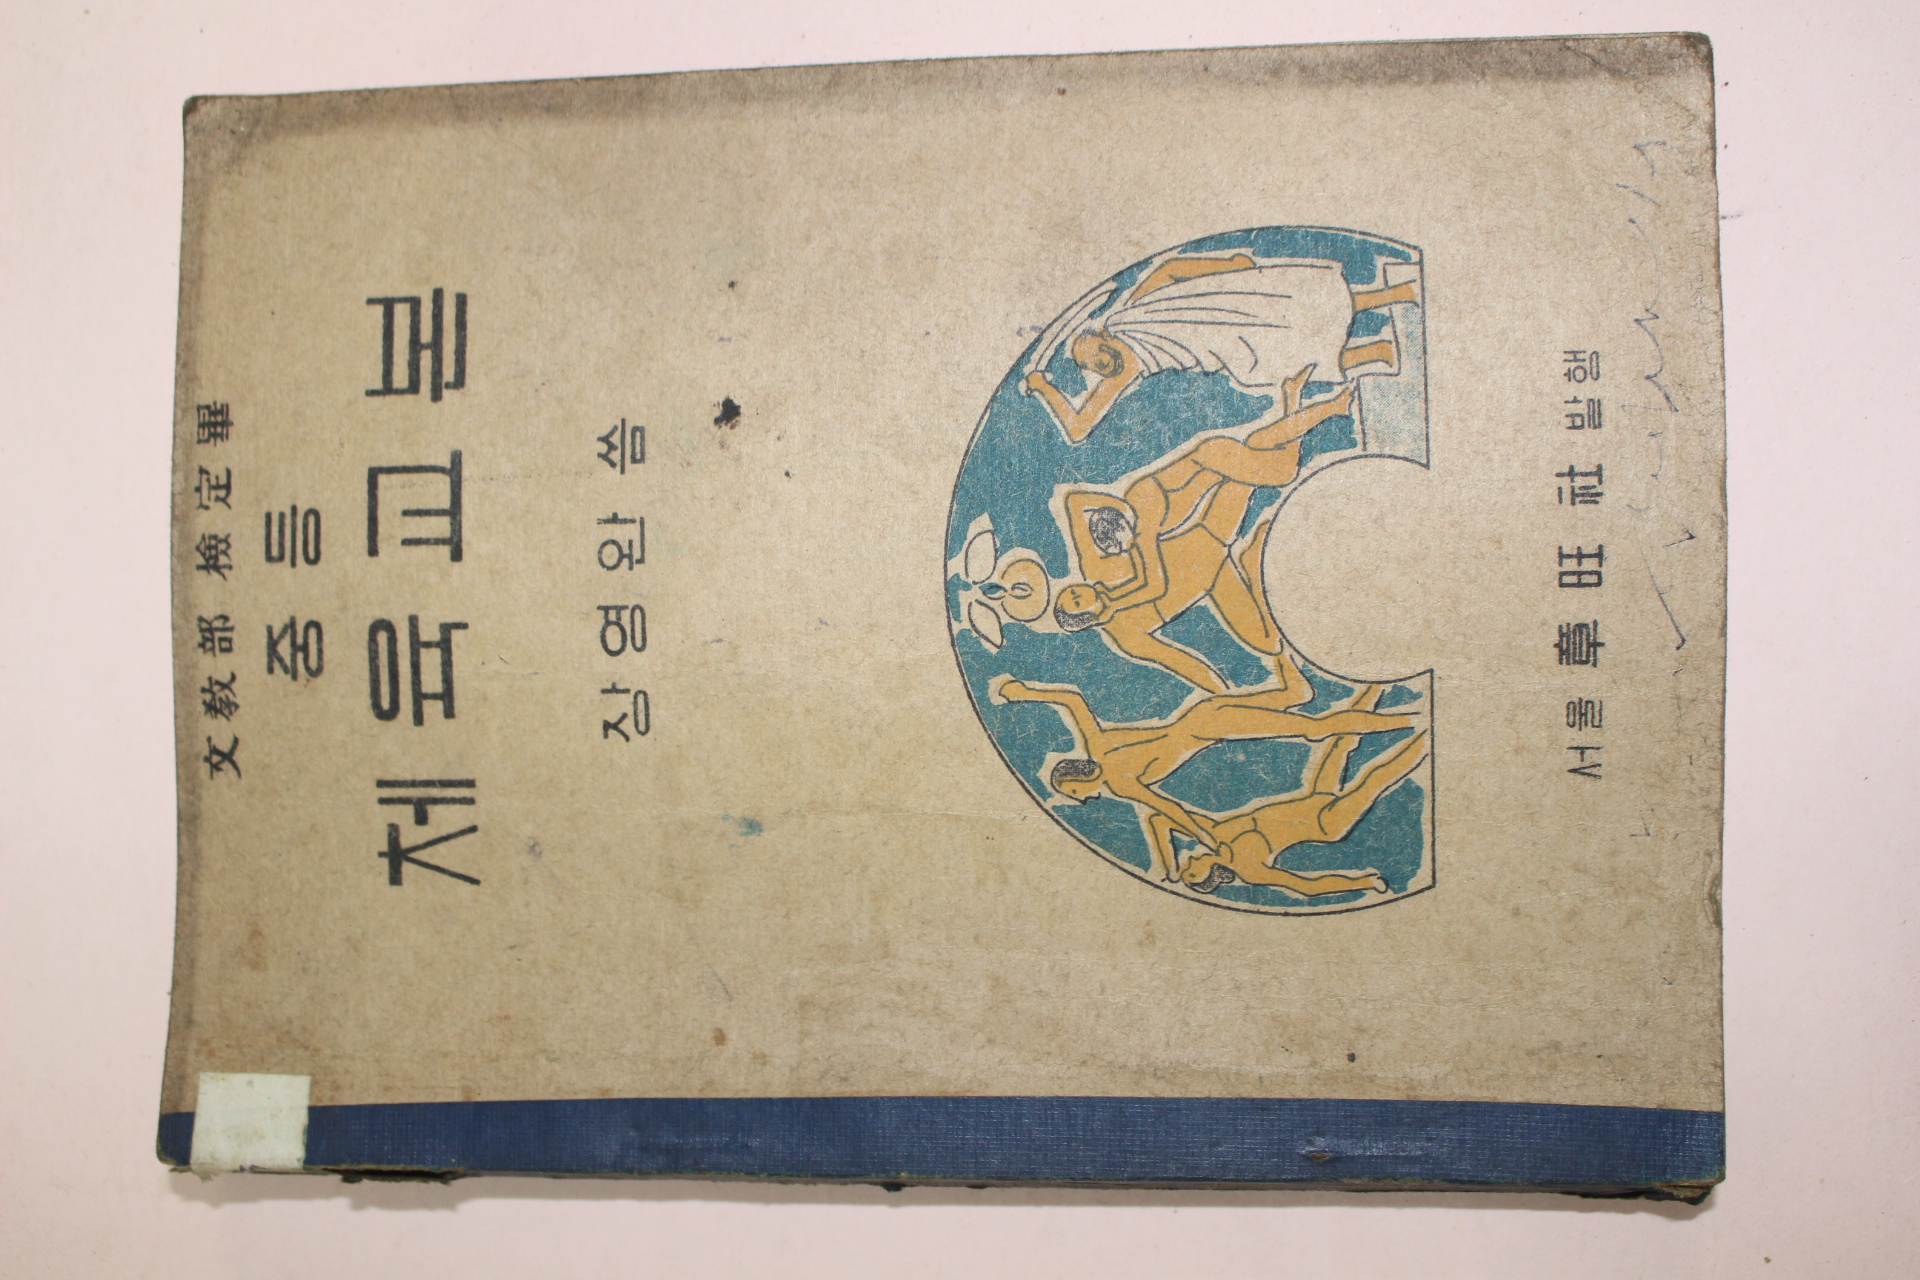 文敎部 檢定畢
중등
체육교본
장영완 씀
서울 章旺社 발행